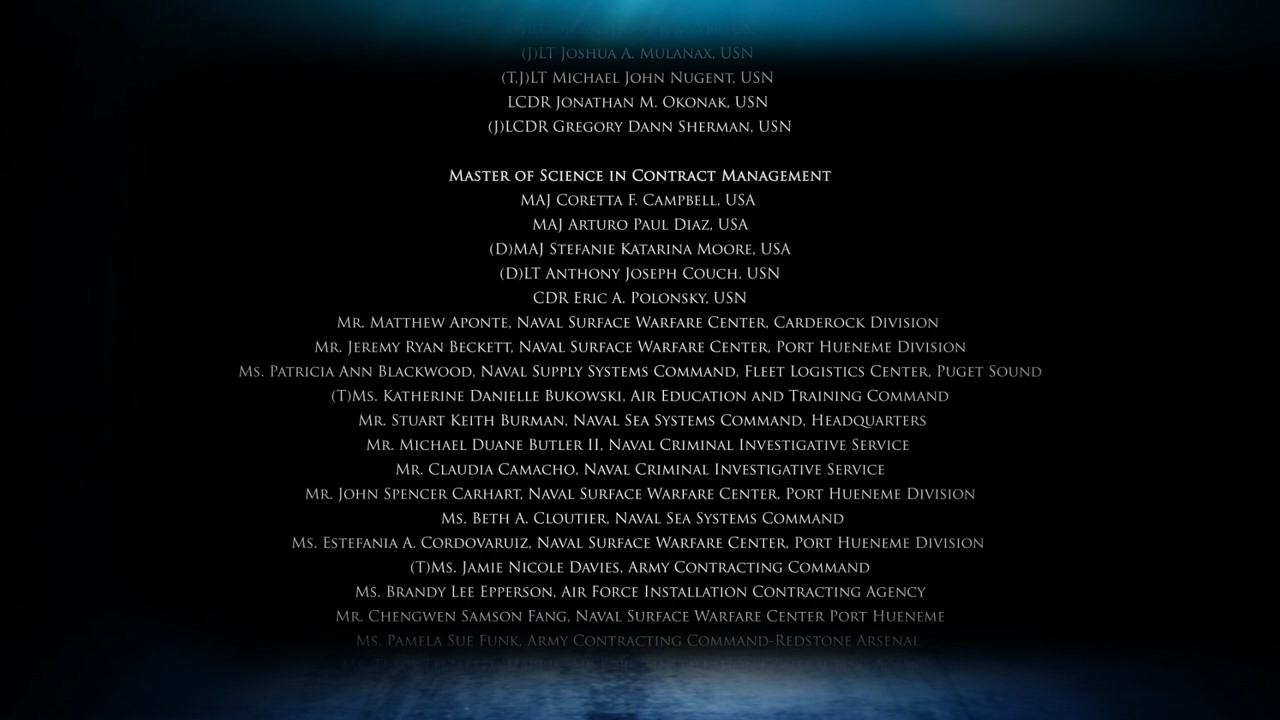 (J)LT Joshua A. Mulanax, USN
(T,J)LT Michael John Nugent, USN
LCDR Jonathan M. Okonak, USN
(J)LCDR Gregory Dann Sherman, USN
Master of Science in Contract Management
MAJ Coretta F. Campbell, USA
MAJ Arturo Paul Diaz, USA
(D)MAJ Stefanie Katarina Moore, USA
(D)LT Anthony Joseph Couch, USN
CDR Eric A. Polonsky, USN
Mr. Matthew Aponte, Naval Surface Warfare Center, Carderock Division
Mr. Jeremy Ryan Beckett, Naval Surface Warfare Center, Port Hueneme Division
Ms. Patricia Ann Blackwood, Naval Supply Systems Command, Fleet Logistics Center, Puget Sound
(T)Ms. Katherine Danielle Bukowski, Air Education and Training Command
Mr. Stuart Keith Burman, Naval Sea Systems Command, Headquarters
Mr. Michael Duane Butler II, Naval Criminal Investigative Service
Mr. Claudia Camacho, Naval Criminal Investigative Service
Mr. John Spencer Carhart, Naval Surface Warfare Center, Port Hueneme Division
Ms. Beth A. Cloutier, Naval Sea Systems Command
Ms. Estefania A. Cordovaruiz, Naval Surface Warfare Center, Port Hueneme Division
(T)Ms. Jamie Nicole Davies, Army Contracting Command
Ms. Brandy Lee Epperson, Air Force Installation Contracting Agency
Mr. Chengwen Samson Fang, Naval Surface Warfare Center Port Hueneme
Ms. Pamela Sue Funk, Army Contracting Command-Redstone Arsenal